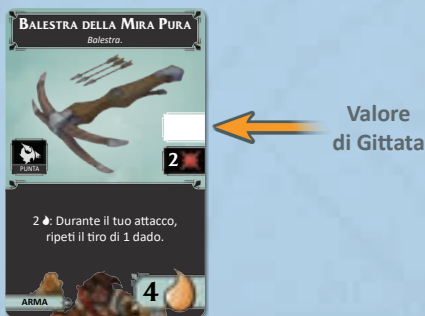 Balestra della Mira Pura
Balestra.
Valore
di Gittata
2
PUNTA
2 : Durante il tuo attacco,
ripeti il tiro di 1 dado.
ARMA
4